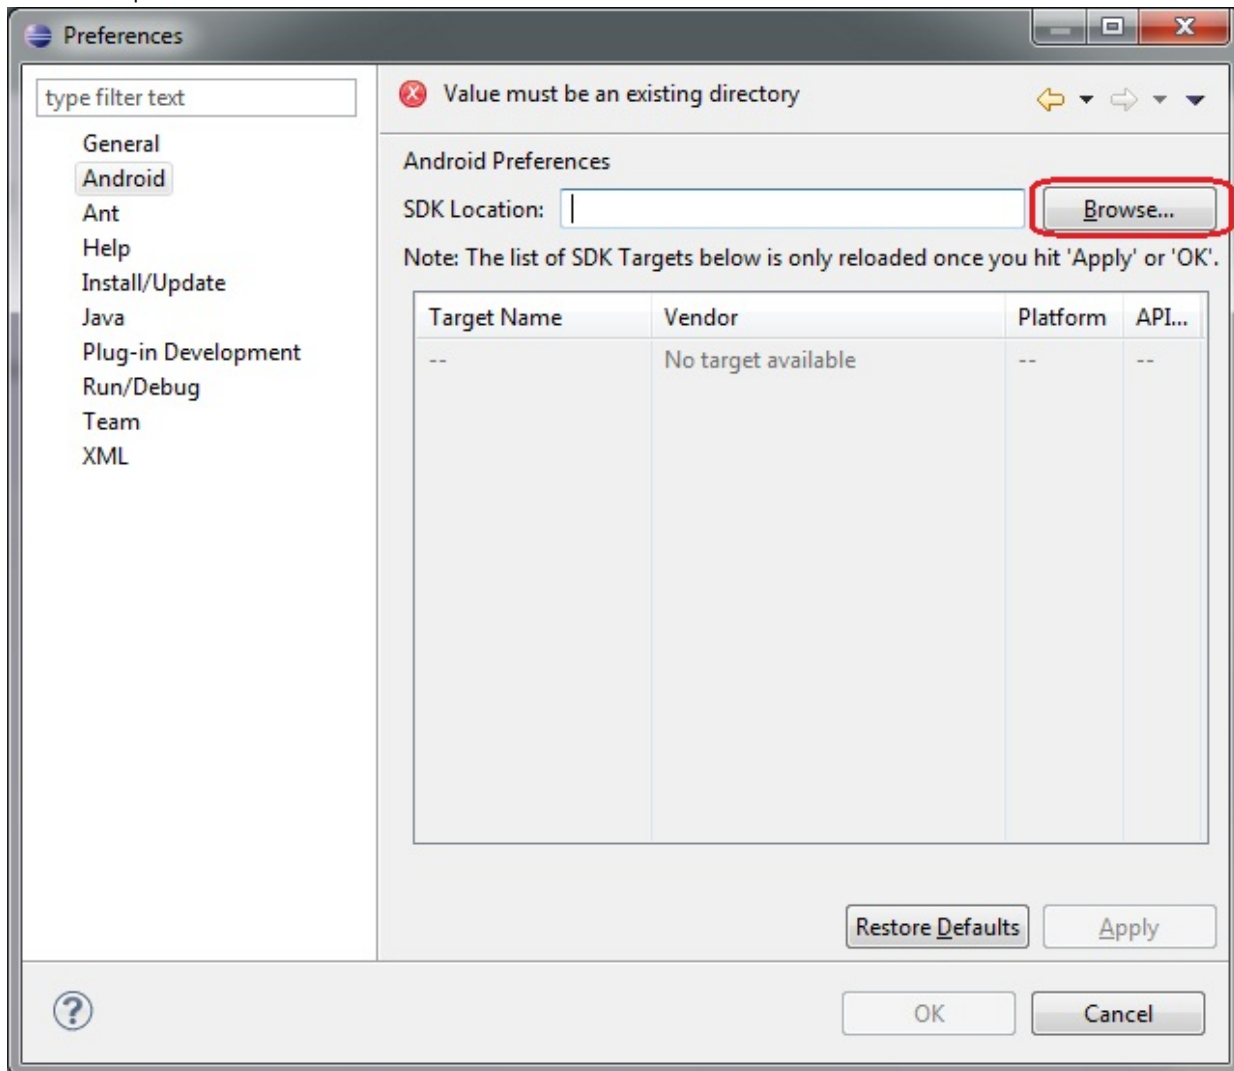 Preferences
type filter text
General
Android
Ant
Help
Install/Update
Java
Plug-in Development
Run/Debug
Team
XML
Value must be an existing directory
Android Preferences
SDK Location:
Browse...
Note: The list of SDK Targets below is only reloaded once you hit 'Apply' or 'OK'.
Target Name Vendor Platform API...
-- No target available -- --
Restore Defaults Apply
? OK Cancel